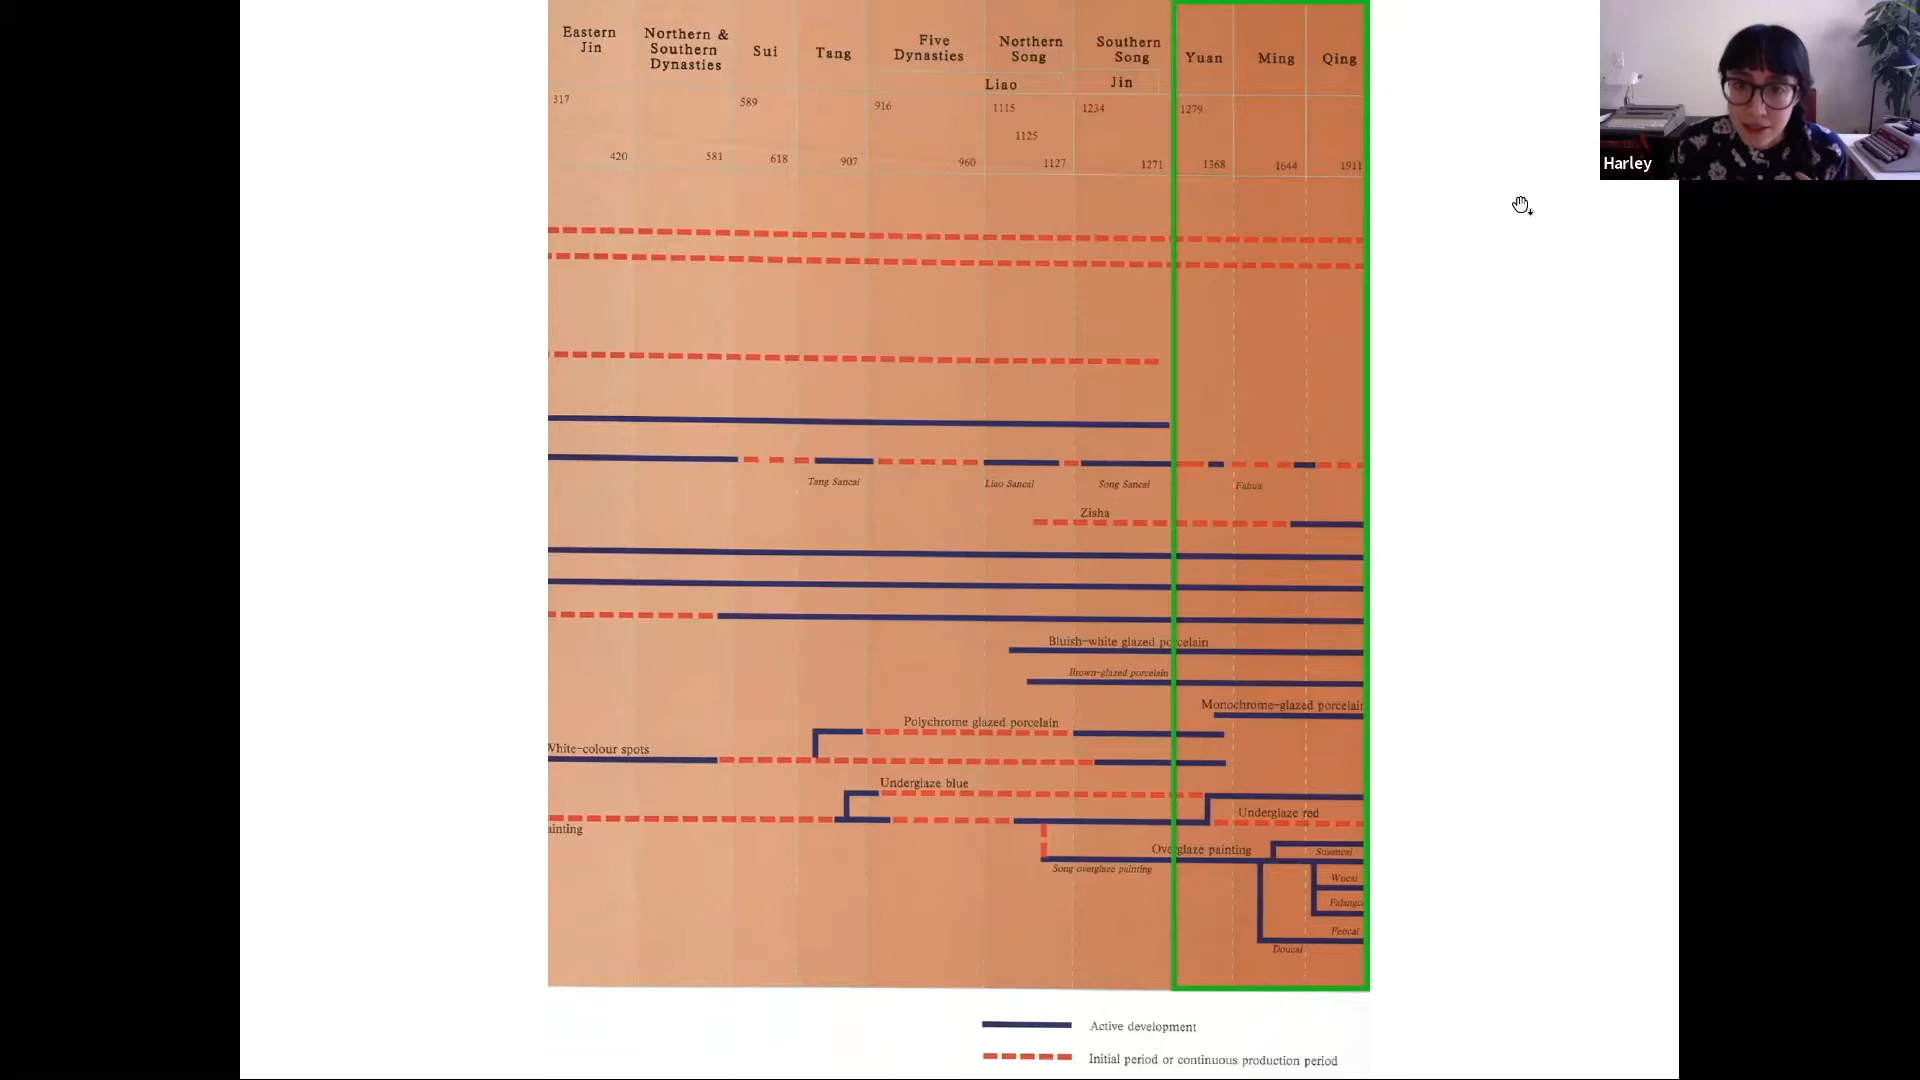 Eastern
Jin
Northern &
Southern
Dynasties
Sui
Tang
Five
Dynasties
Northern
Song
Southern
Song
Yuan
Ming
Qing
Liao
Jin
317
589
916
1115
1234
1279
1125
420
581
618
907
960
1127
1271
1368
1644
1911
Harley
Tang Sancai
Liao Sancai
Song Sancai
Fahua
Zisha
Bluish-white glazed porcelain
Brown-glazed porcelain
Monochrome-glazed porcelain
Polychrome glazed porcelain
White-colour spots
Underglaze blue
Underglaze red
ainting
Overglaze painting
Song overglaze painting
Susancai
Wucai
Falangc
Fencai
Doucai
Active development
Initial period or continuous production period